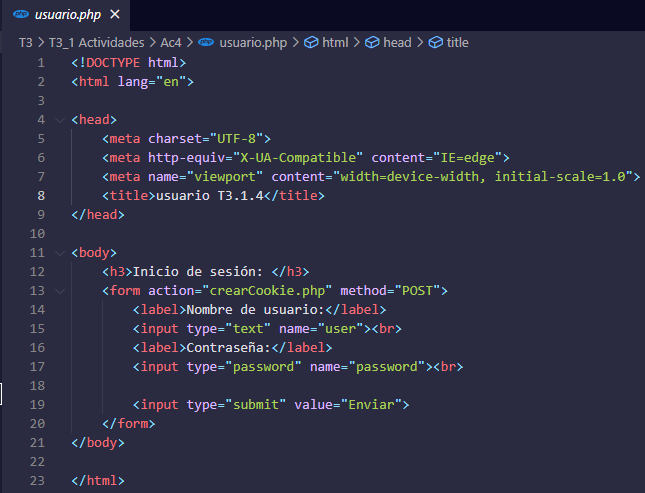 usuario.php
T3 > T3_1 Actividades > Ac4 > usuario.php > html > head > title
1 <!DOCTYPE html>
2 <html lang="en">
3
4 <head>
5 <meta charset="UTF-8">
6 <meta http-equiv="X-UA-Compatible" content="IE=edge">
7 <meta name="viewport" content="width=device-width, initial-scale=1.0">
8 <title>usuario T3.1.4</title>
9 </head>
10
11 <body>
12 <h3>Inicio de sesión: </h3>
13 <form action="crearCookie.php" method="POST">
14 <label>Nombre de usuario:</label>
15 <input type="text" name="user"><br>
16 <label>Contraseña:</label>
17 <input type="password" name="password"><br>
18
19 <input type="submit" value="Enviar">
20 </form>
21 </body>
22
23 </html>